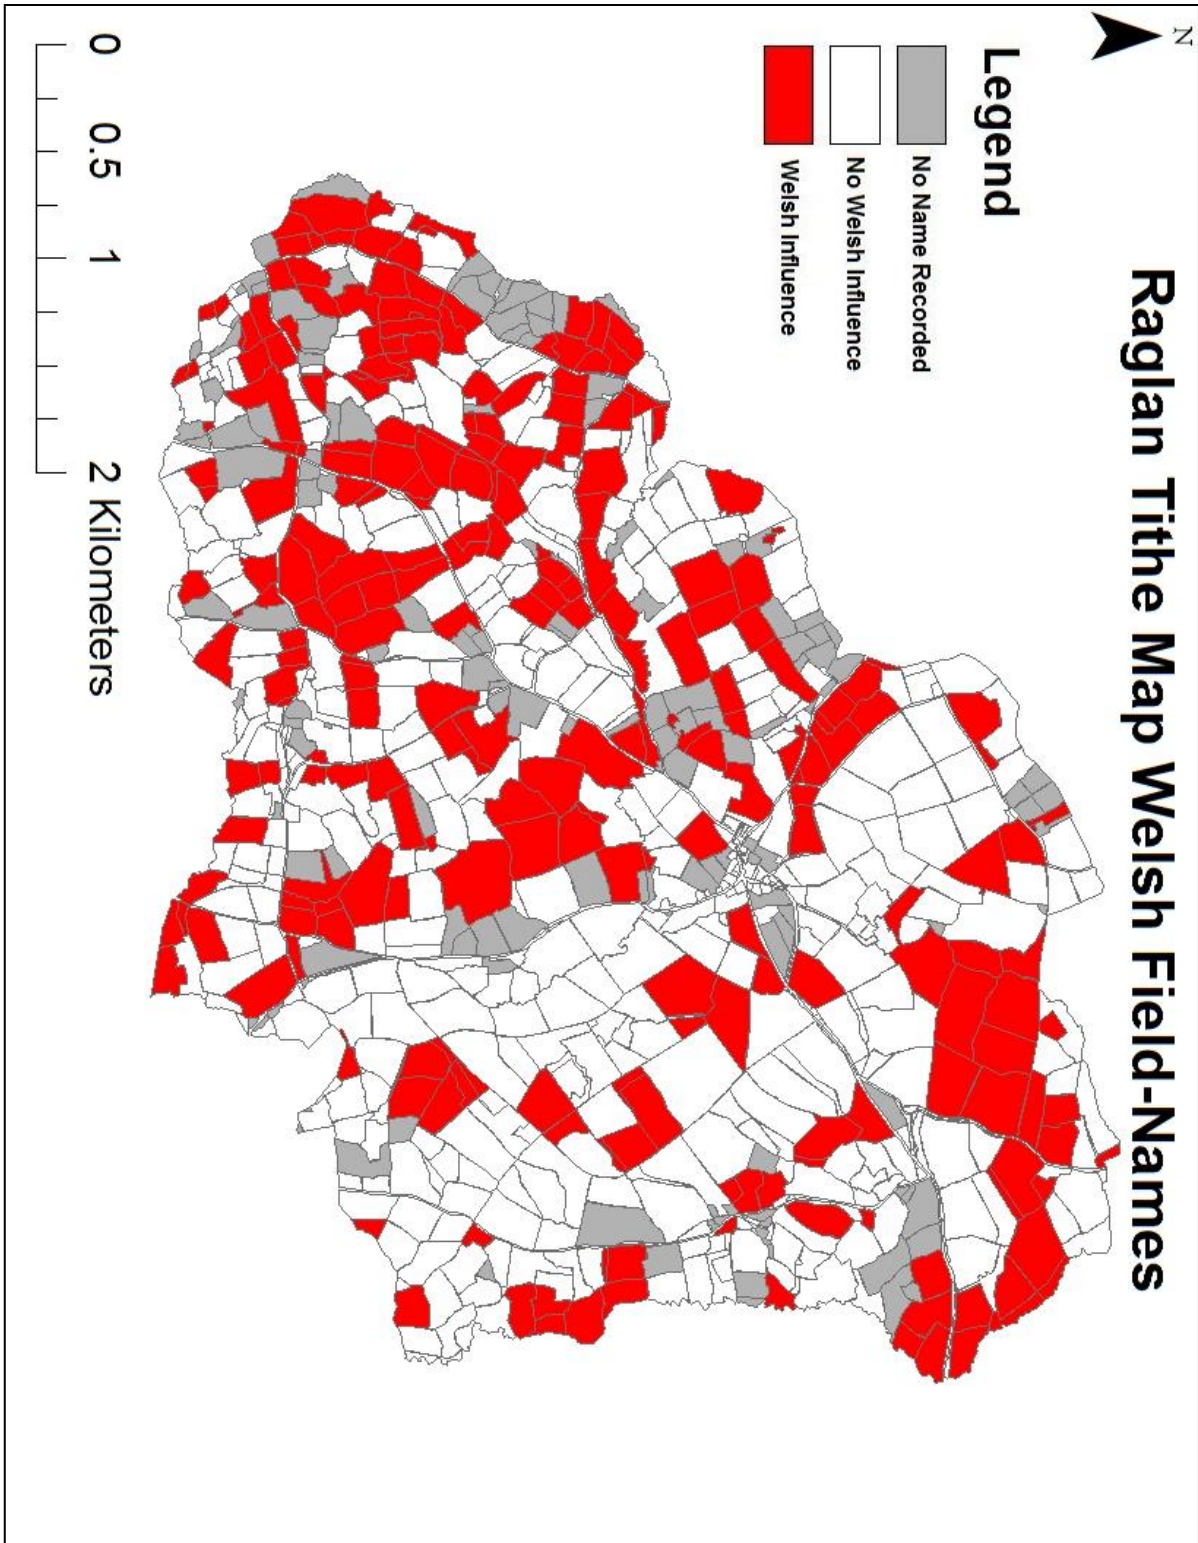 Raglan Tithe Map Welsh Field-Names
N
Legend
No Name Recorded
No Welsh Influence
Welsh Influence
0 0.5 1 2 Kilometers